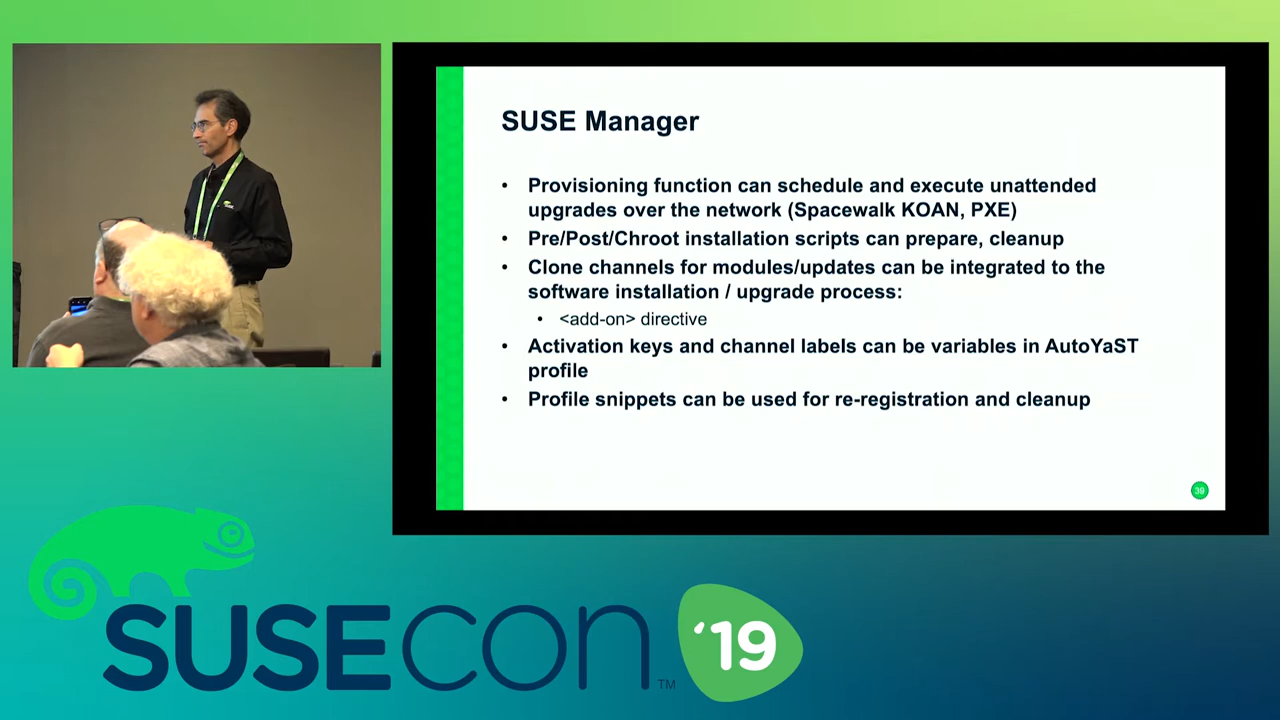 SUSE Manager
• Provisioning function can schedule and execute unattended
upgrades over the network (Spacewalk KOAN, PXE)
• Pre/Post/Chroot installation scripts can prepare, cleanup
• Clone channels for modules/updates can be integrated to the
software installation / upgrade process:
• <add-on> directive
• Activation keys and channel labels can be variables in AutoYaST
profile
• Profile snippets can be used for re-registration and cleanup
39
SUSECON ™ ‘19